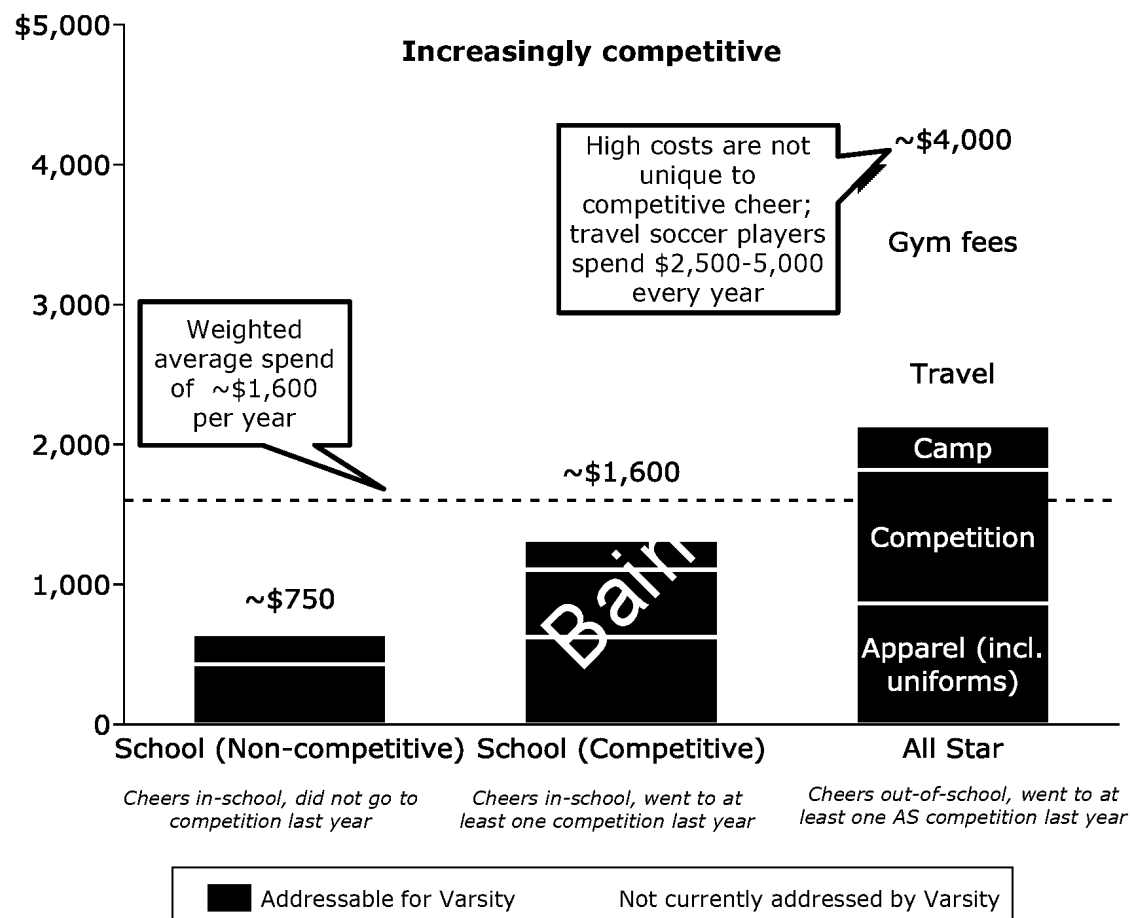 $5,000
Increasingly competitive
4,000
High costs are not
unique to
competitive cheer;
travel soccer players
spend $2,500-5,000
every year
~$4,000
Gym fees
3,000
Weighted
average spend
of ~$1,600
per year
Travel
2,000
~$1,600
Camp
Competition
1,000
~$750
Bain
Apparel (incl.
uniforms)
0
School (Non-competitive) School (Competitive) All Star
Cheers in-school, did not go to
competition last year
Cheers in-school, went to at
least one competition last year
Cheers out-of-school, went to at
least one AS competition last year
Addressable for Varsity Not currently addressed by Varsity